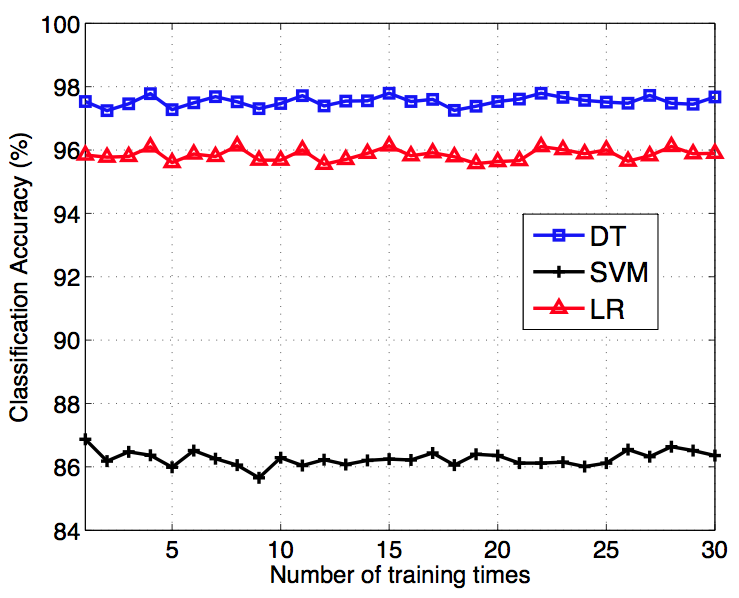 100
98
96
94
92
90
88
86
84
Classification Accuracy (%)
DT
SVM
LR
5 10 15 20 25 30
Number of training times